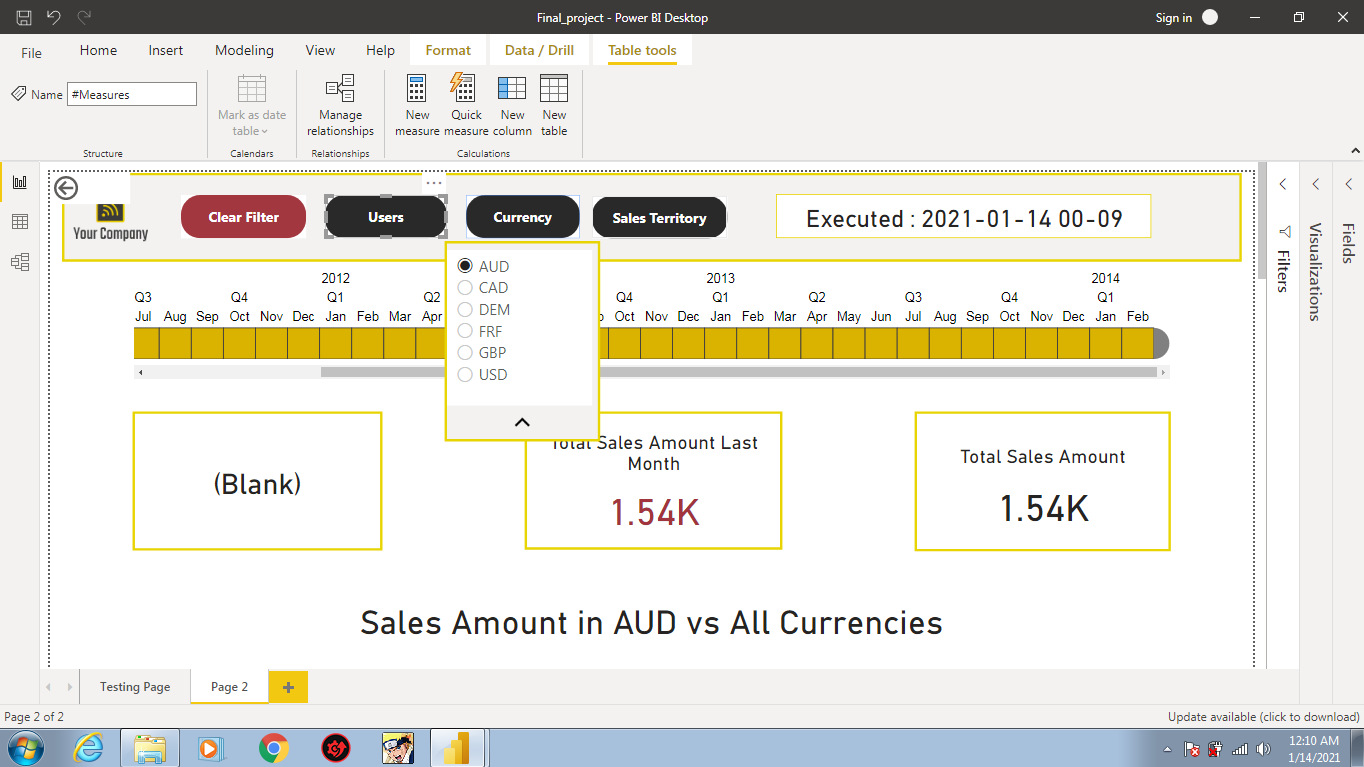 Final_project - Power BI Desktop
Sign in
File Home Insert Modeling View Help Format Data / Drill Table tools
Name #Measures
Mark as date
table
Manage
relationships
New
measure
Quick
measure
New
column
New
table
Structure Calendars Relationships Calculations
Your Company
Clear Filter
Users
Currency
Sales Territory
Executed : 2021-01-14 00-09
AUD
CAD
DEM
FRF
GBP
USD
2012 2013 2014
Q3 Q4 Q1 Q2 Q4 Q1 Q2 Q3 Q4 Q1
Jul Aug Sep Oct Nov Dec Jan Feb Mar Apr Oct Nov Dec Jan Feb Mar Apr May Jun Jul Aug Sep Oct Nov Dec Jan Feb
(Blank)
Total Sales Amount Last
Month
1.54K
Total Sales Amount
1.54K
Sales Amount in AUD vs All Currencies
Filters
Visualizations
Fields
Testing Page Page 2
Page 2 of 2
Update available (click to download)
12:10 AM
1/14/2021